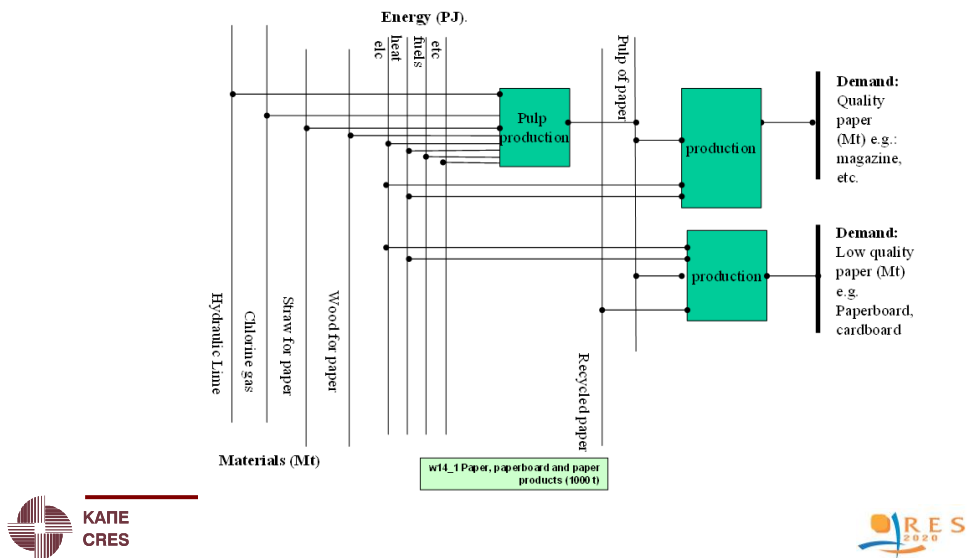 Energy (PJ).
elc
heat
fuels
etc
Pulp of paper
Pulp
production
production
Demand:
Quality
paper
(Mt) e.g.:
magazine,
etc.
production
Demand:
Low quality
paper (Mt)
e.g.
Paperboard,
cardboard
Hydraulic Lime
Chlorine gas
Straw for paper
Wood for paper
Recycled paper
Materials (Mt)
w14_1 Paper, paperboard and paper
products (1000 t)
ΚΑΠΕ
CRES
RES
2020